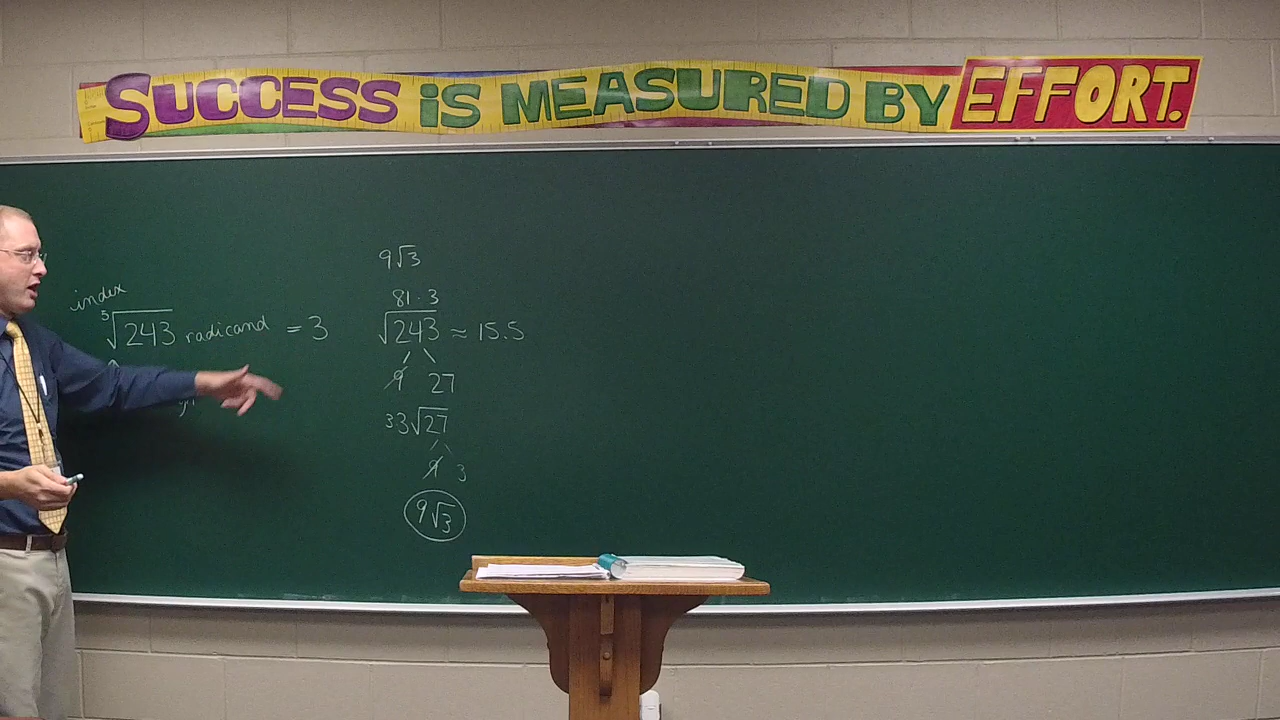 SUCCESS iS MEASURED BY EFFORT.
index
⁵√243 radicand = 3
9√3
81 · 3
√243 ≈ 15.5
9 27
3 3√27
9 3
9√3